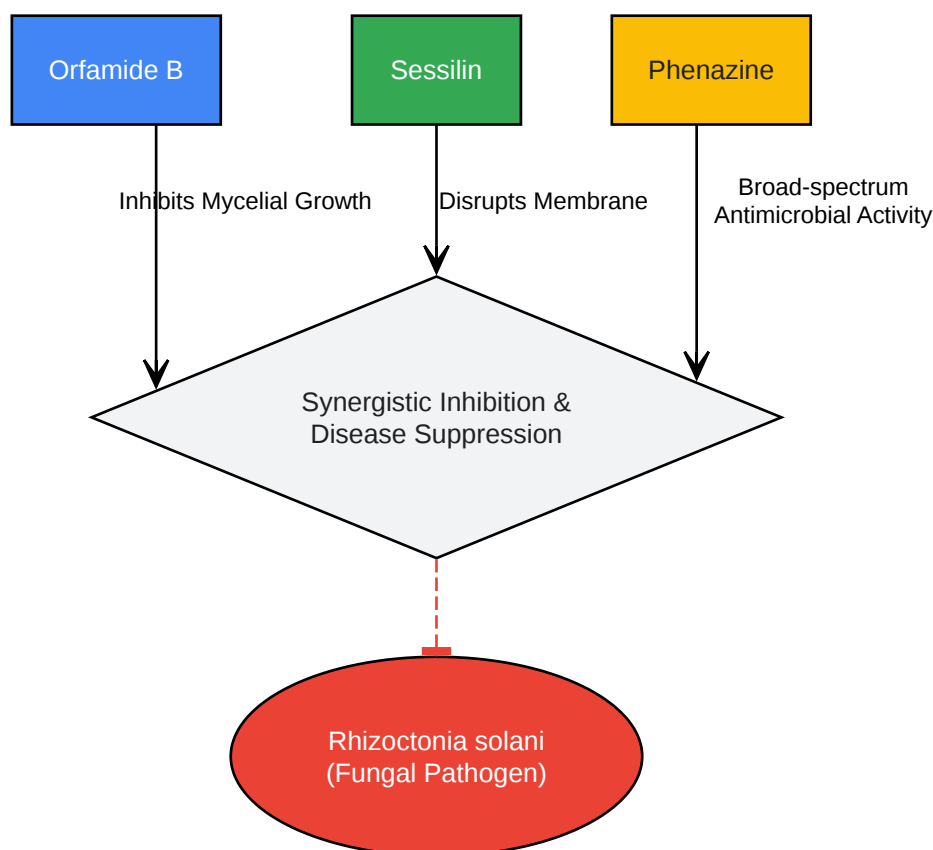 Orfamide B
Sessilin
Phenazine
Inhibits Mycelial Growth
Disrupts Membrane
Broad-spectrum
Antimicrobial Activity
Synergistic Inhibition &
Disease Suppression
Rhizoctonia solani
(Fungal Pathogen)